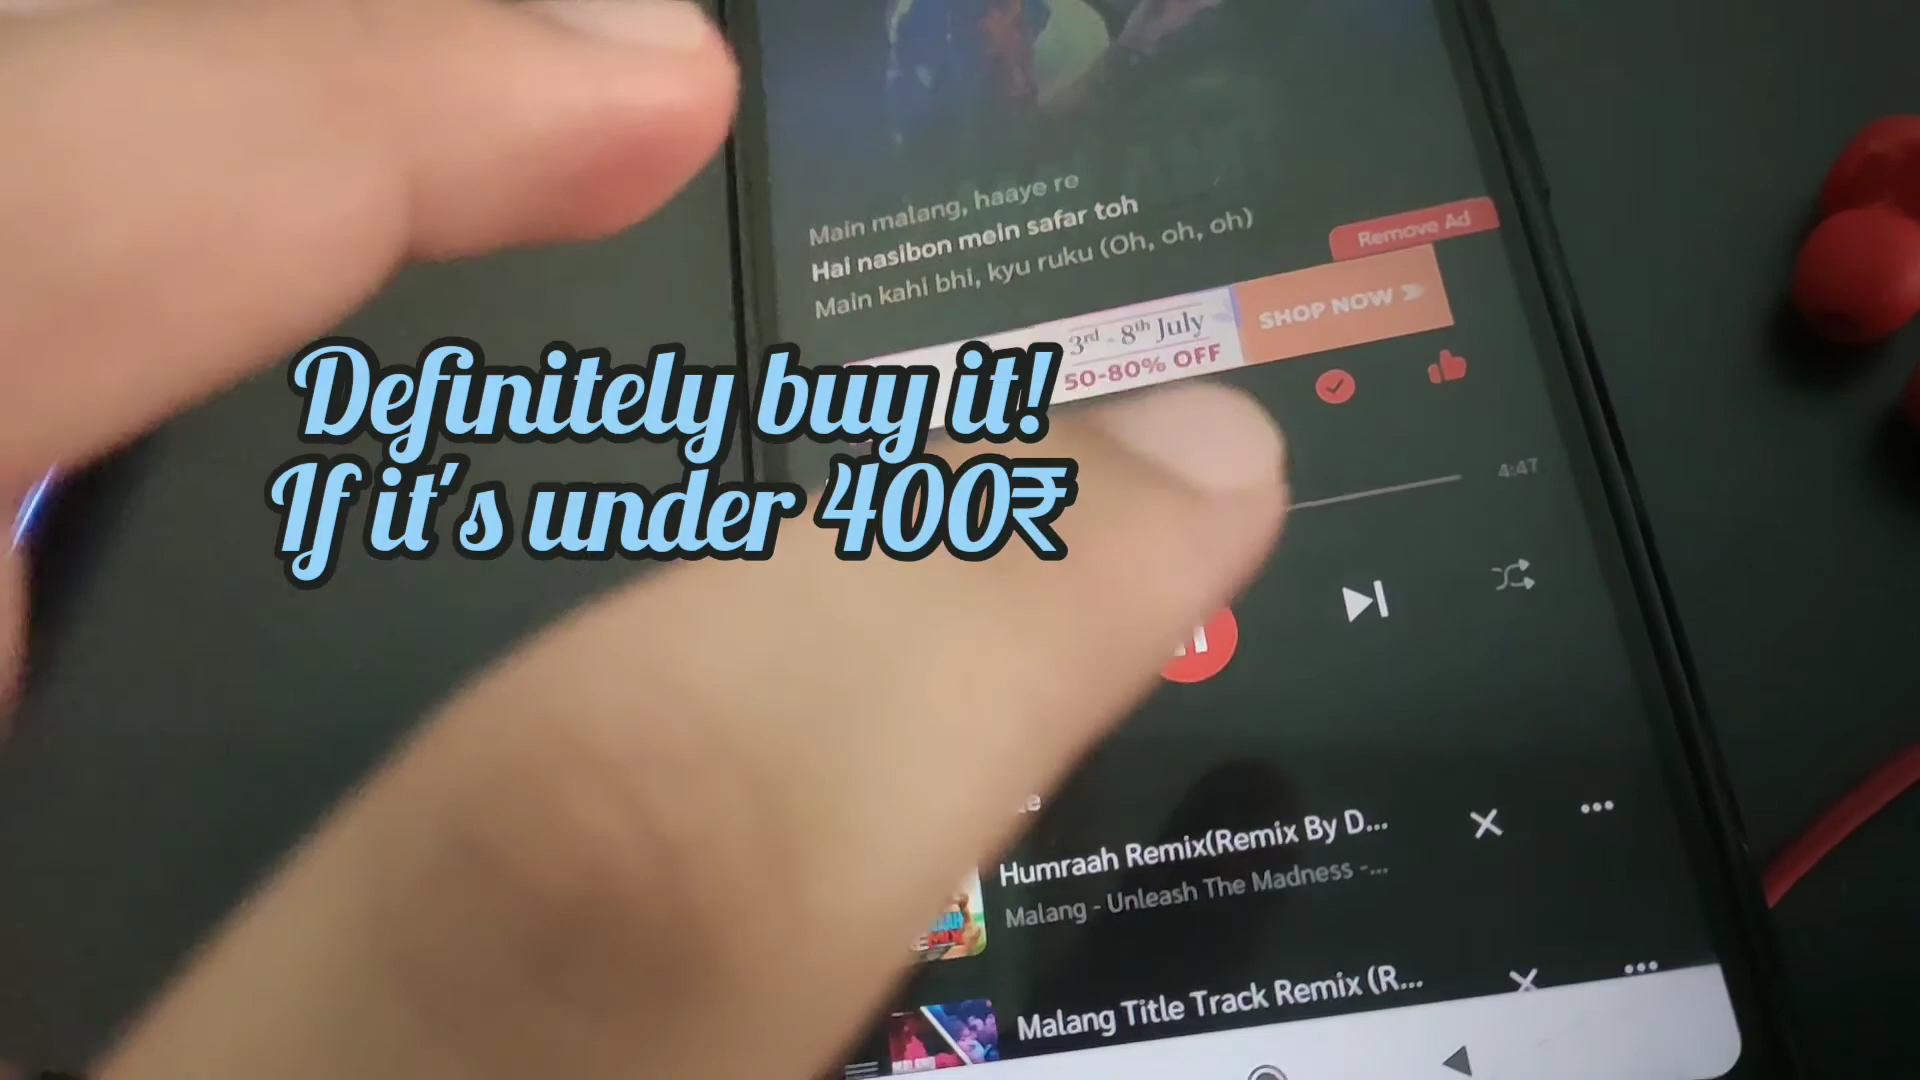 Main malang, haaye re
Hai nasibon mein safar toh
Main kahi bhi, kyu ruku (Oh, oh, oh)
Remove Ad
3rd - 8th July
50-80% OFF
SHOP NOW
Definitely buy it!
If it's under 400₹
4:47
Humraah Remix(Remix By D...
Malang - Unleash The Madness -...
Malang Title Track Remix (R...